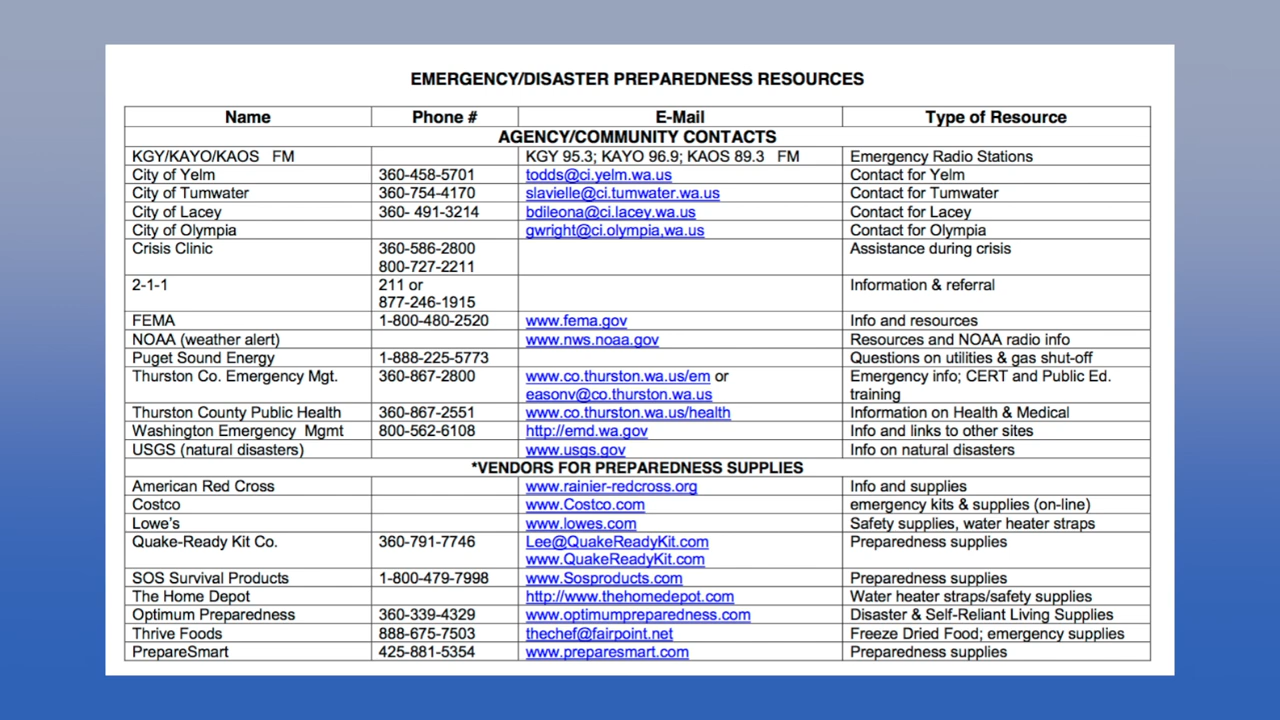 EMERGENCY/DISASTER PREPAREDNESS RESOURCES
Name Phone # E-Mail Type of Resource
AGENCY/COMMUNITY CONTACTS
KGY/KAYO/KAOS FM KGY 95.3; KAYO 96.9; KAOS 89.3 FM Emergency Radio Stations
City of Yelm 360-458-5701 todds@ci.yelm.wa.us Contact for Yelm
City of Tumwater 360-754-4170 slavielle@ci.tumwater.wa.us Contact for Tumwater
City of Lacey 360- 491-3214 bdileona@ci.lacey.wa.us Contact for Lacey
City of Olympia gwright@ci.olympia,wa.us Contact for Olympia
Crisis Clinic 360-586-2800 Assistance during crisis
800-727-2211
2-1-1 211 or Information & referral
877-246-1915
FEMA 1-800-480-2520 www.fema.gov Info and resources
NOAA (weather alert) www.nws.noaa.gov Resources and NOAA radio info
Puget Sound Energy 1-888-225-5773 Questions on utilities & gas shut-off
Thurston Co. Emergency Mgt. 360-867-2800 www.co.thurston.wa.us/em or Emergency info; CERT and Public Ed.
easonv@co.thurston.wa.us training
Thurston County Public Health 360-867-2551 www.co.thurston.wa.us/health Information on Health & Medical
Washington Emergency Mgmt 800-562-6108 http://emd.wa.gov Info and links to other sites
USGS (natural disasters) www.usgs.gov Info on natural disasters
*VENDORS FOR PREPAREDNESS SUPPLIES
American Red Cross www.rainier-redcross.org Info and supplies
Costco www.Costco.com emergency kits & supplies (on-line)
Lowe's www.lowes.com Safety supplies, water heater straps
Quake-Ready Kit Co. 360-791-7746 Lee@QuakeReadyKit.com Preparedness supplies
www.QuakeReadyKit.com
SOS Survival Products 1-800-479-7998 www.Sosproducts.com Preparedness supplies
The Home Depot http://www.thehomedepot.com Water heater straps/safety supplies
Optimum Preparedness 360-339-4329 www.optimumpreparedness.com Disaster & Self-Reliant Living Supplies
Thrive Foods 888-675-7503 thechef@fairpoint.net Freeze Dried Food; emergency supplies
PrepareSmart 425-881-5354 www.preparesmart.com Preparedness supplies